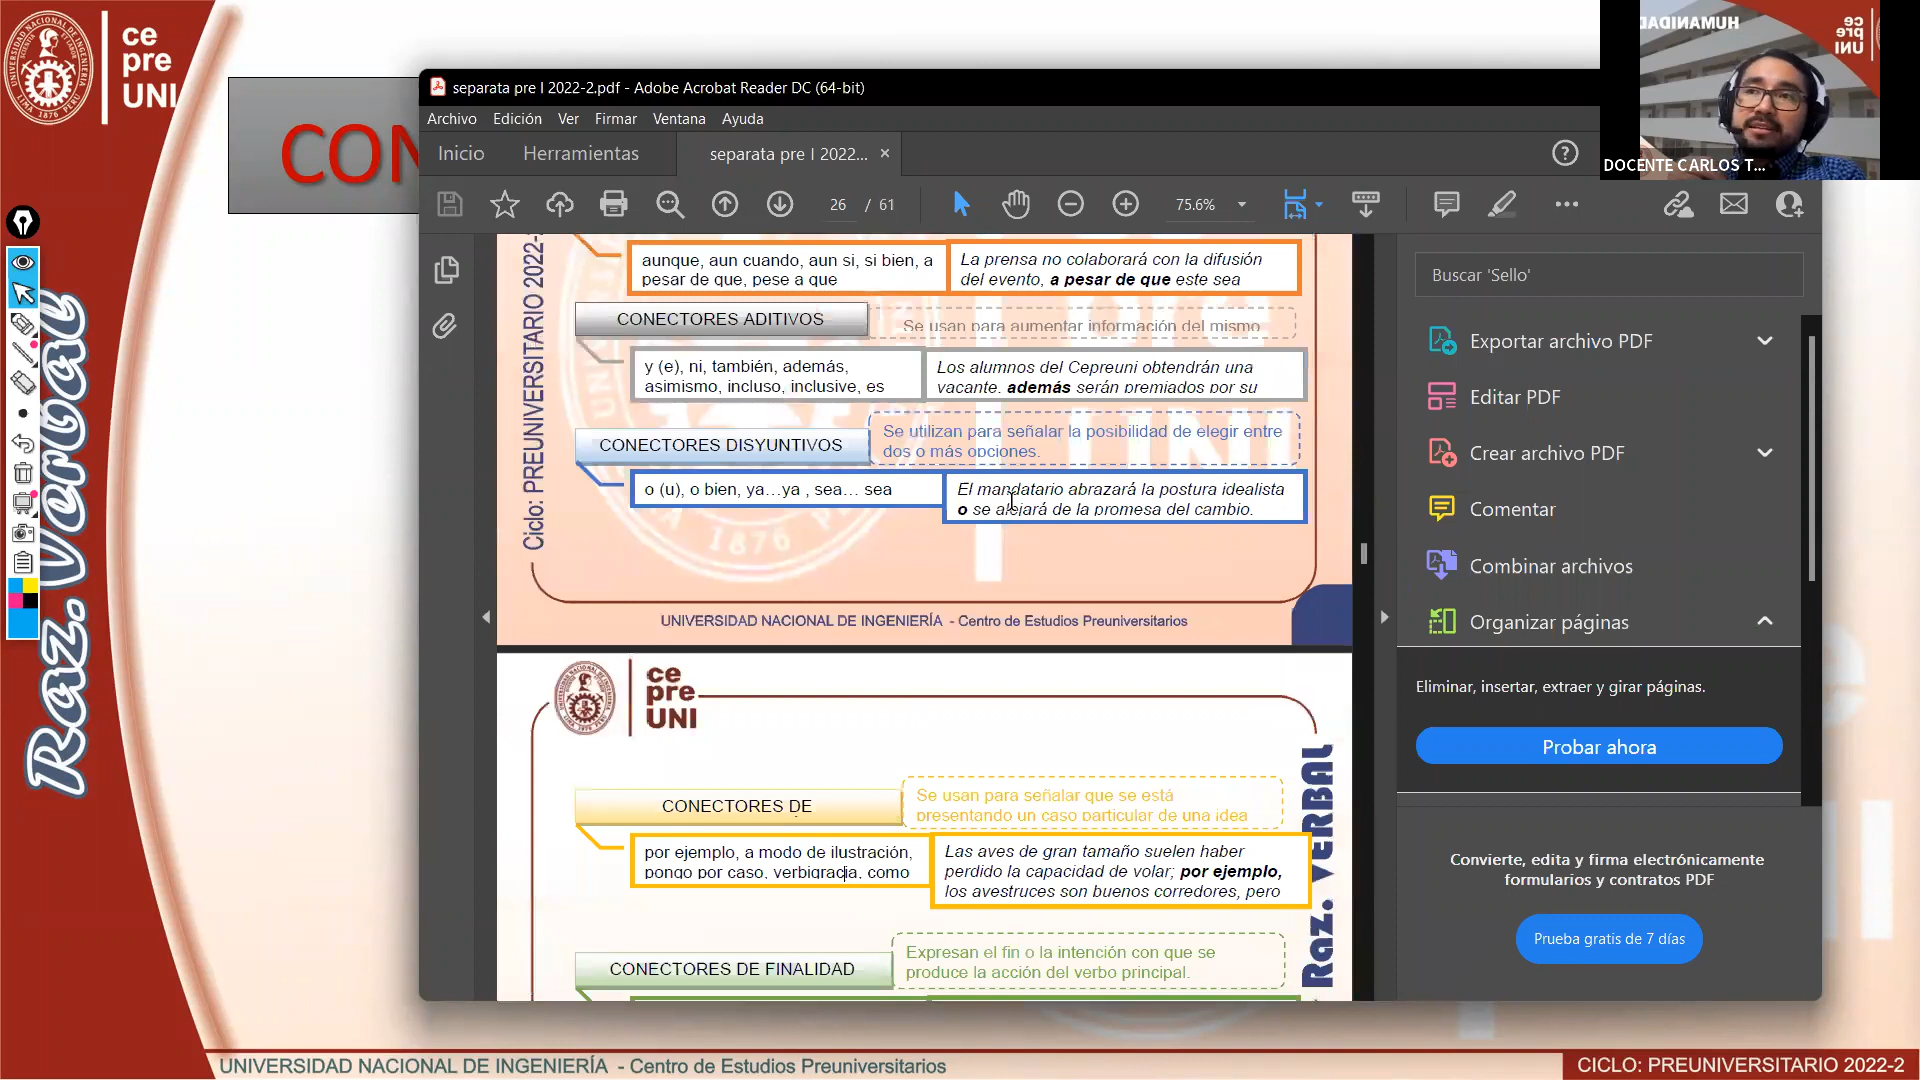 ce
pre
UNI
CON
Raz. Verbal
HUMANIDA
ce
pre
UNI
DOCENTE CARLOS T...
separata pre I 2022-2.pdf - Adobe Acrobat Reader DC (64-bit)
Archivo Edición Ver Firmar Ventana Ayuda
Inicio Herramientas separata pre I 2022... ×
26 / 61 75.6%
Ciclo: PREUNIVERSITARIO 2022-
aunque, aun cuando, aun si, si bien, a
pesar de que, pese a que
La prensa no colaborará con la difusión
del evento, a pesar de que este sea
CONECTORES ADITIVOS
Se usan para aumentar información del mismo
y (e), ni, también, además,
asimismo, incluso, inclusive, es
Los alumnos del Cepreuni obtendrán una
vacante, además serán premiados por su
CONECTORES DISYUNTIVOS
Se utilizan para señalar la posibilidad de elegir entre
dos o más opciones.
o (u), o bien, ya...ya , sea... sea
El mandatario abrazará la postura idealista
o se alejará de la promesa del cambio.
1876
UNIVERSIDAD NACIONAL DE INGENIERÍA - Centro de Estudios Preuniversitarios
ce
pre
UNI
Raz. VERBAL
CONECTORES DE
Se usan para señalar que se está
presentando un caso particular de una idea
por ejemplo, a modo de ilustración,
pongo por caso, verbigracia, como
Las aves de gran tamaño suelen haber
perdido la capacidad de volar; por ejemplo,
los avestruces son buenos corredores, pero
CONECTORES DE FINALIDAD
Expresan el fin o la intención con que se
produce la acción del verbo principal.
Buscar 'Sello'
Exportar archivo PDF
Editar PDF
Crear archivo PDF
Comentar
Combinar archivos
Organizar páginas
Eliminar, insertar, extraer y girar páginas.
Probar ahora
Convierte, edita y firma electrónicamente
formularios y contratos PDF
Prueba gratis de 7 días
UNIVERSIDAD NACIONAL DE INGENIERÍA - Centro de Estudios Preuniversitarios
CICLO: PREUNIVERSITARIO 2022-2